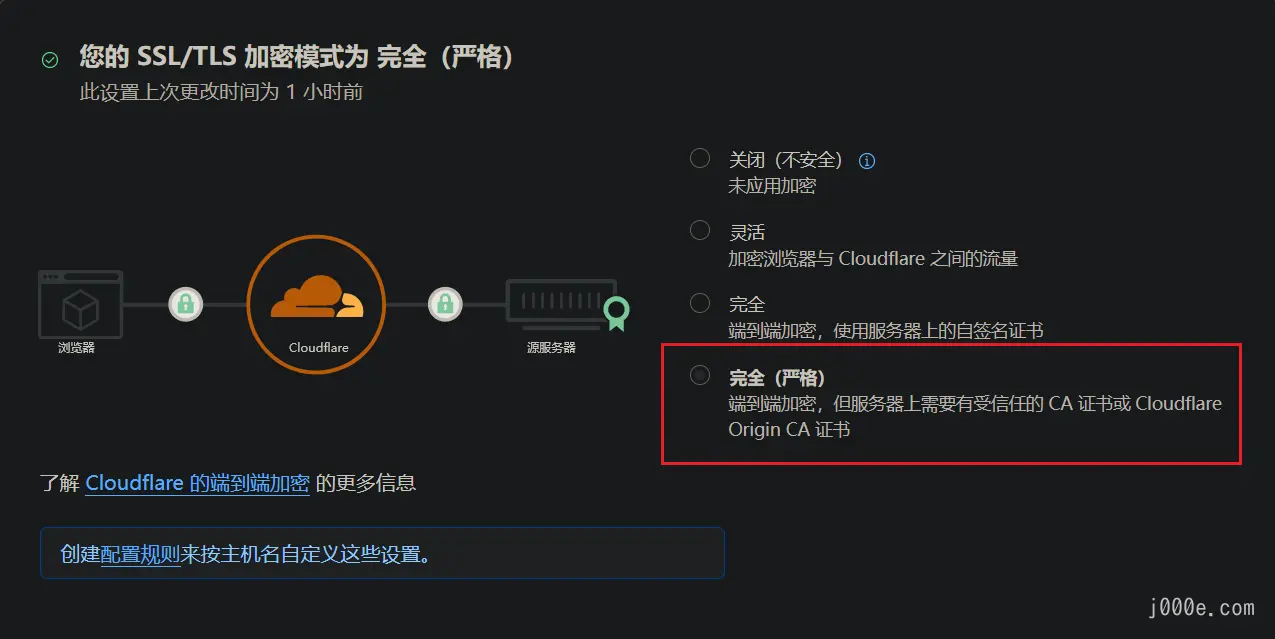 您的 SSL/TLS 加密模式为 完全（严格）
此设置上次更改时间为 1 小时前
关闭（不安全）
未应用加密
灵活
加密浏览器与 Cloudflare 之间的流量
完全
端到端加密，使用服务器上的自签名证书
完全（严格）
端到端加密，但服务器上需要有受信任的 CA 证书或 Cloudflare
Origin CA 证书
浏览器
Cloudflare
源服务器
了解 Cloudflare 的端到端加密 的更多信息
创建配置规则来按主机名自定义这些设置。
j000e.com